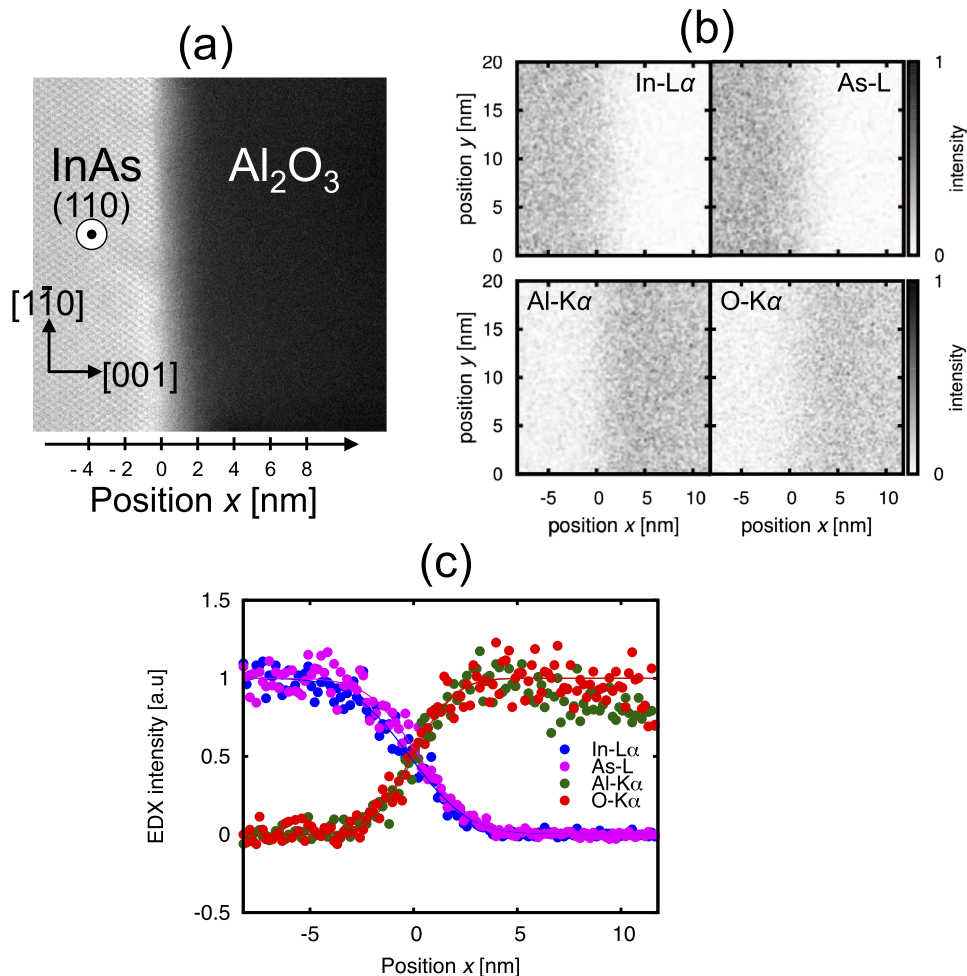 (a)
InAs
(110)
Al₂O₃
[11̄0]
[001]
-4 -2 0 2 4 6 8
Position x [nm]
(b)
In-Lα
As-L
20
15
10
5
0
position y [nm]
1
0
intensity
Al-Kα
O-Kα
20
15
10
5
0
position y [nm]
1
0
intensity
-5 0 5 10
-5 0 5 10
position x [nm]
position x [nm]
(c)
1.5
1
0.5
0
-0.5
EDX intensity [a.u]
In-Lα
As-L
Al-Kα
O-Kα
-5 0 5 10
Position x [nm]